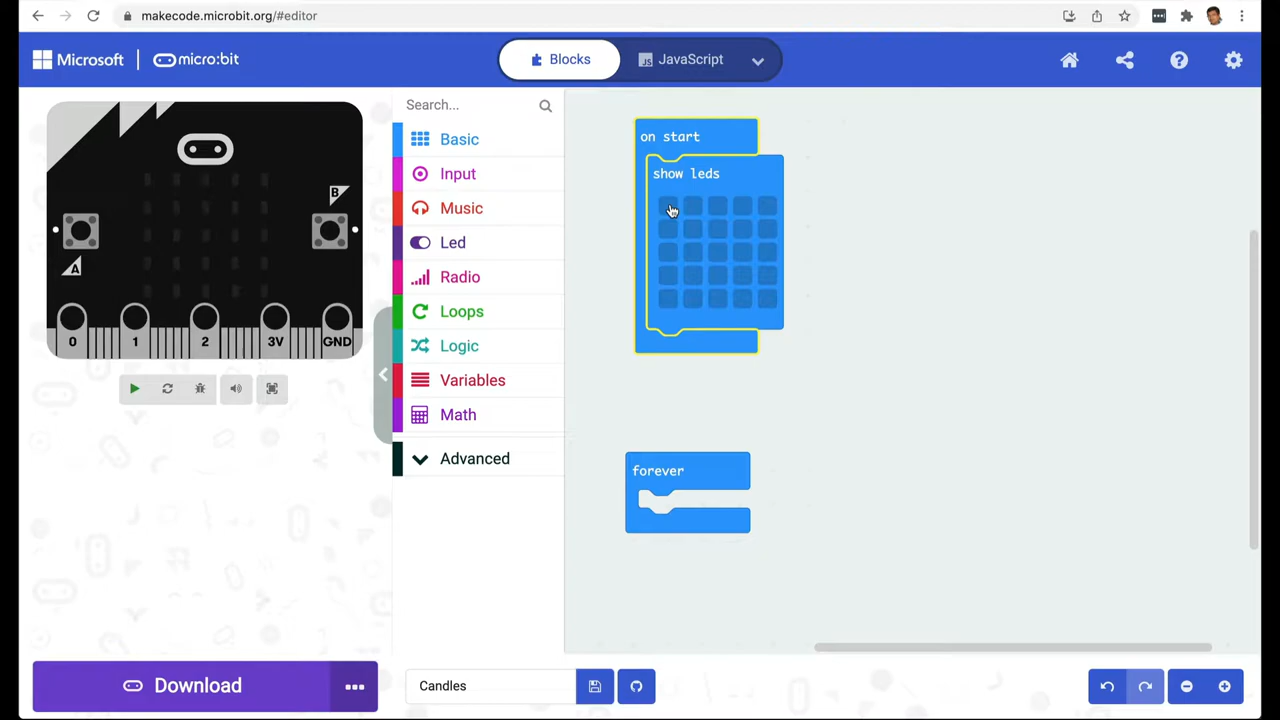 makecode.microbit.org/#editor
Microsoft micro:bit Blocks JavaScript
Search...
Basic
Input
Music
Led
Radio
Loops
Logic
Variables
Math
Advanced
on start
show leds
forever
B
A
0 1 2 3V GND
Download
Candles